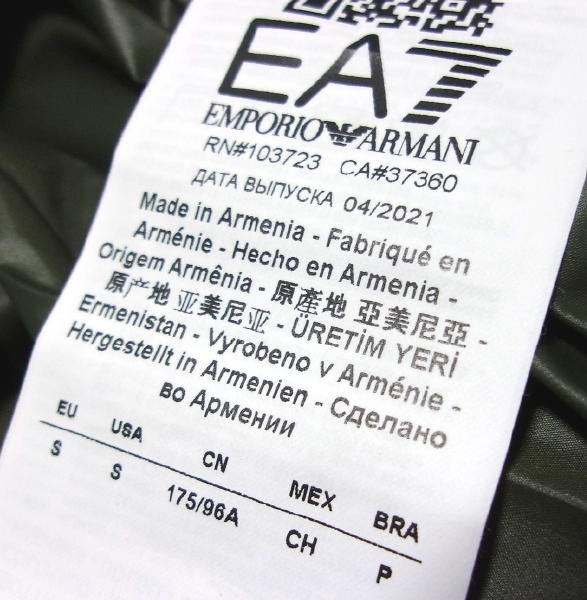 EA7
EMPORIO ARMANI
RN#103723 CA#37360
ДАТА ВЫПУСКА 04/2021
Made in Armenia - Fabriqué en
Arménie - Hecho en Armenia -
Origem Armênia - 原產地 亞美尼亞 -
原产地 亚美尼亚 - ÜRETİM YERİ
Ermenistan - Vyrobeno v Arménie -
Hergestellt in Armenien - Сделано
во Армении
EU USA CN MEX BRA
S S 175/96A CH P